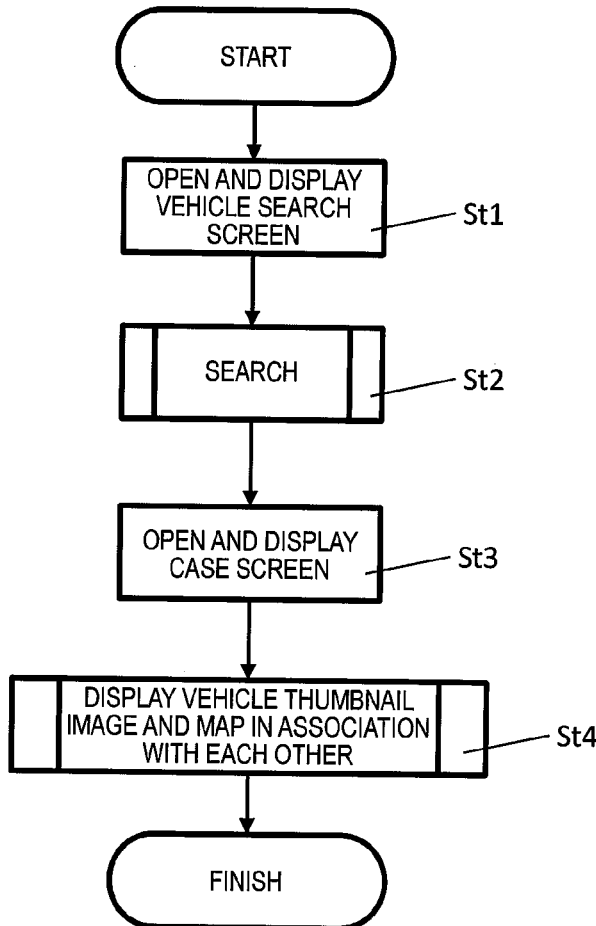 START
OPEN AND DISPLAY
VEHICLE SEARCH
SCREEN
St1
SEARCH
St2
OPEN AND DISPLAY
CASE SCREEN
St3
DISPLAY VEHICLE THUMBNAIL
IMAGE AND MAP IN ASSOCIATION
WITH EACH OTHER
St4
FINISH